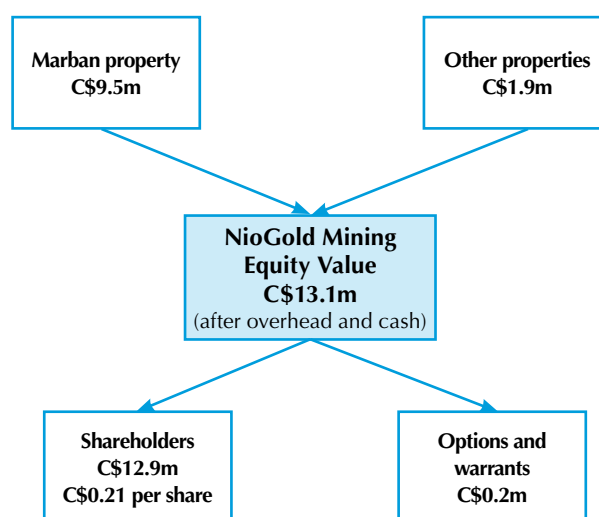 Marban property
C$9.5m
Other properties
C$1.9m
NioGold Mining
Equity Value
C$13.1m
(after overhead and cash)
Shareholders
C$12.9m
C$0.21 per share
Options and
warrants
C$0.2m